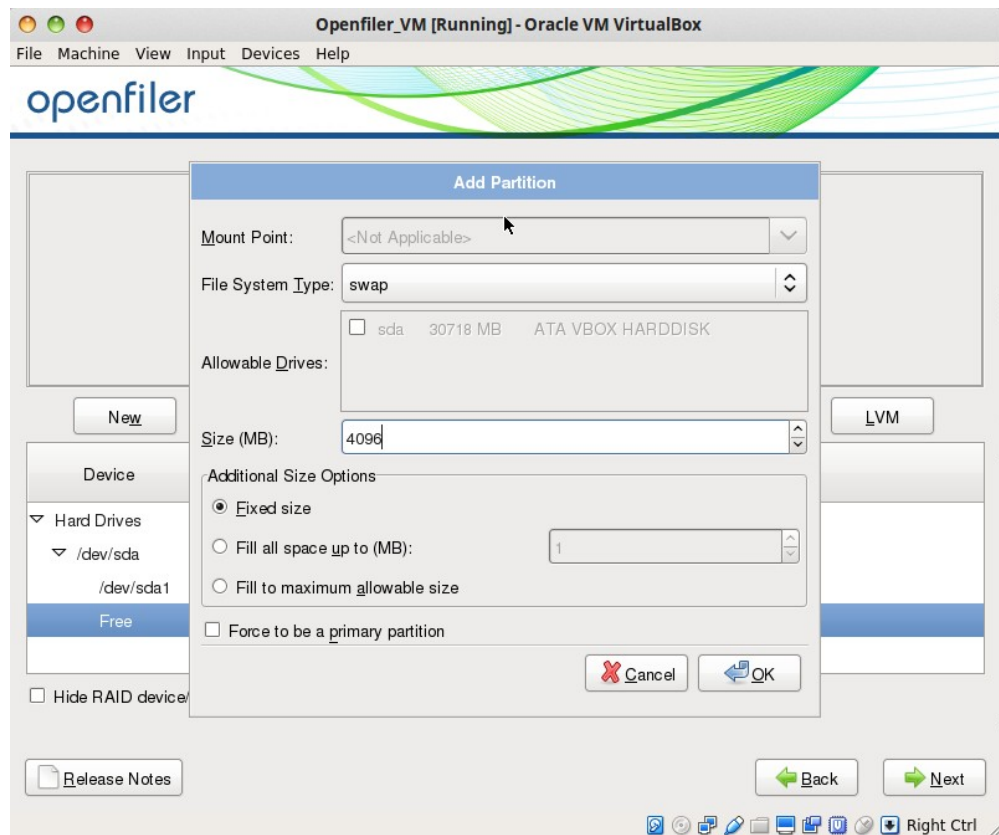 Openfiler_VM [Running] - Oracle VM VirtualBox
File Machine View Input Devices Help
openfiler
Add Partition
Mount Point: <Not Applicable>
File System Type: swap
sda 30718 MB ATA VBOX HARDDISK
Allowable Drives:
New LVM
Size (MB): 4096
Device
Additional Size Options
Fixed size
Hard Drives
Fill all space up to (MB): 1
/dev/sda
Fill to maximum allowable size
/dev/sda1
Free
Force to be a primary partition
Cancel OK
Hide RAID device/
Release Notes Back Next
Right Ctrl